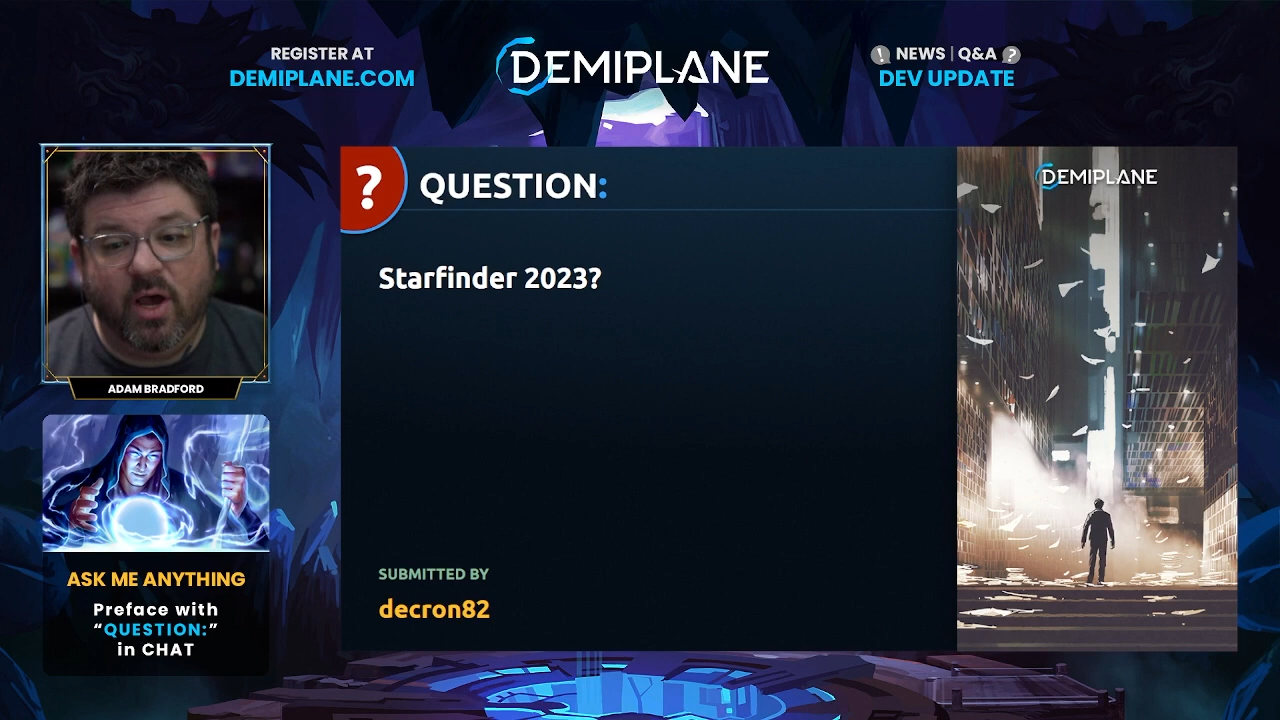 REGISTER AT
DEMIPLANE.COM
DEMIPLANE
! NEWS | Q&A ?
DEV UPDATE
ADAM BRADFORD
ASK ME ANYTHING
Preface with
“QUESTION:”
in CHAT
?
QUESTION:
Starfinder 2023?
SUBMITTED BY
decron82
DEMIPLANE